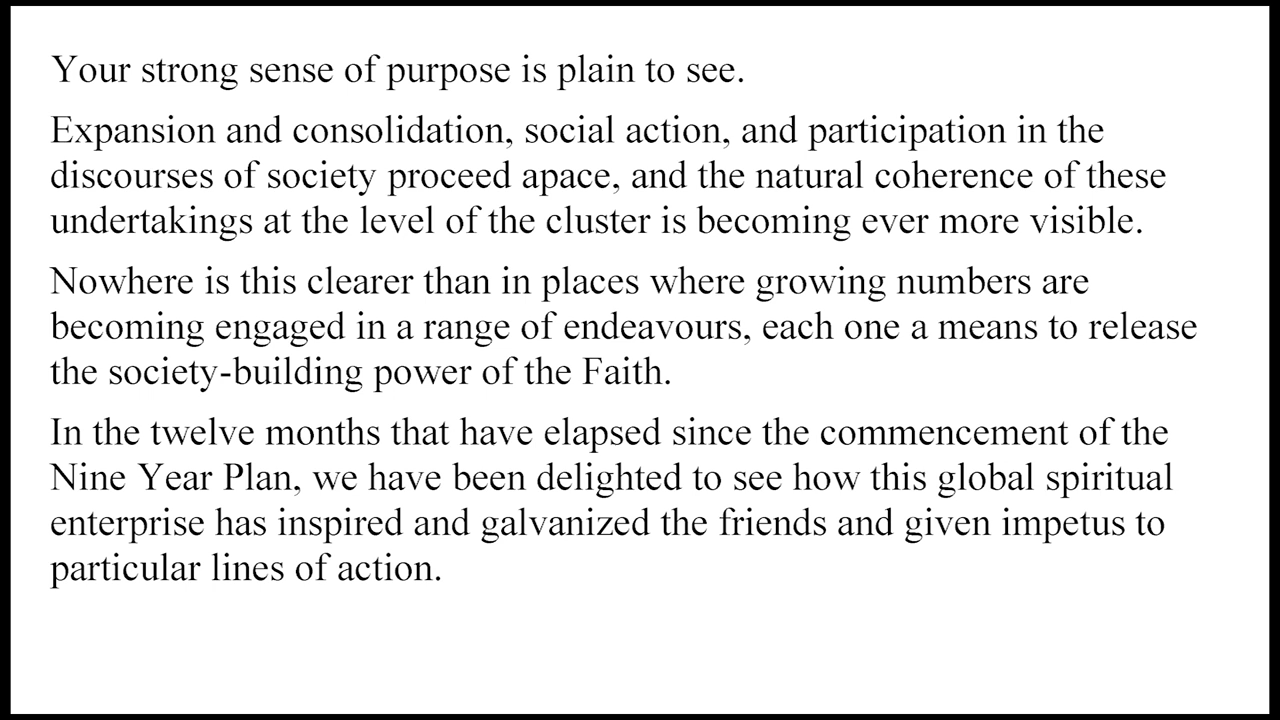 Your strong sense of purpose is plain to see.
Expansion and consolidation, social action, and participation in the
discourses of society proceed apace, and the natural coherence of these
undertakings at the level of the cluster is becoming ever more visible.
Nowhere is this clearer than in places where growing numbers are
becoming engaged in a range of endeavours, each one a means to release
the society-building power of the Faith.
In the twelve months that have elapsed since the commencement of the
Nine Year Plan, we have been delighted to see how this global spiritual
enterprise has inspired and galvanized the friends and given impetus to
particular lines of action.